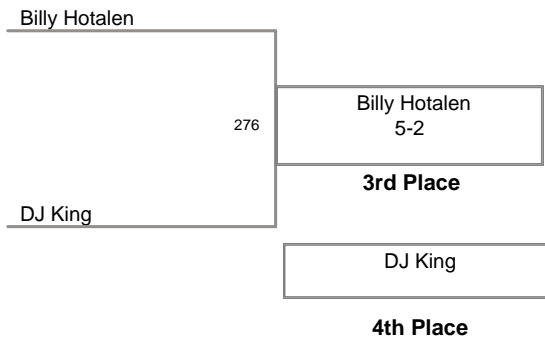 Billy Hotalen
276
Billy Hotalen
5-2
3rd Place
DJ King
DJ King
4th Place